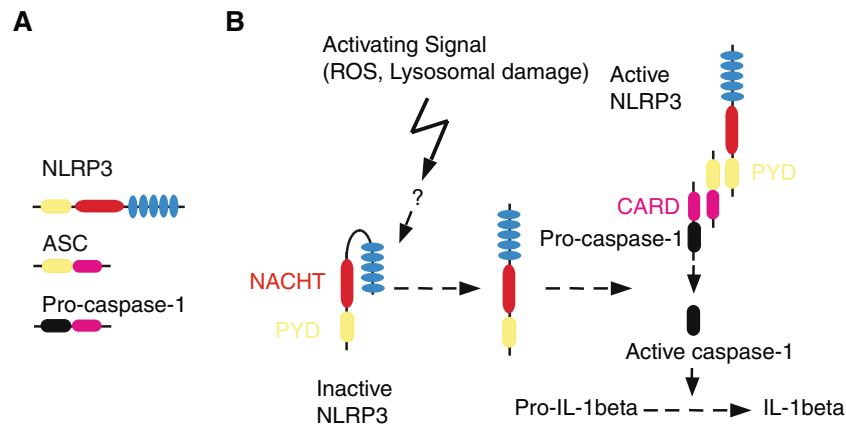 A
NLRP3
ASC
Pro-caspase-1
B
Activating Signal
(ROS, Lysosomal damage)
?
NACHT
PYD
Inactive
NLRP3
Active
NLRP3
PYD
CARD
Pro-caspase-1
Active caspase-1
Pro-IL-1beta
IL-1beta